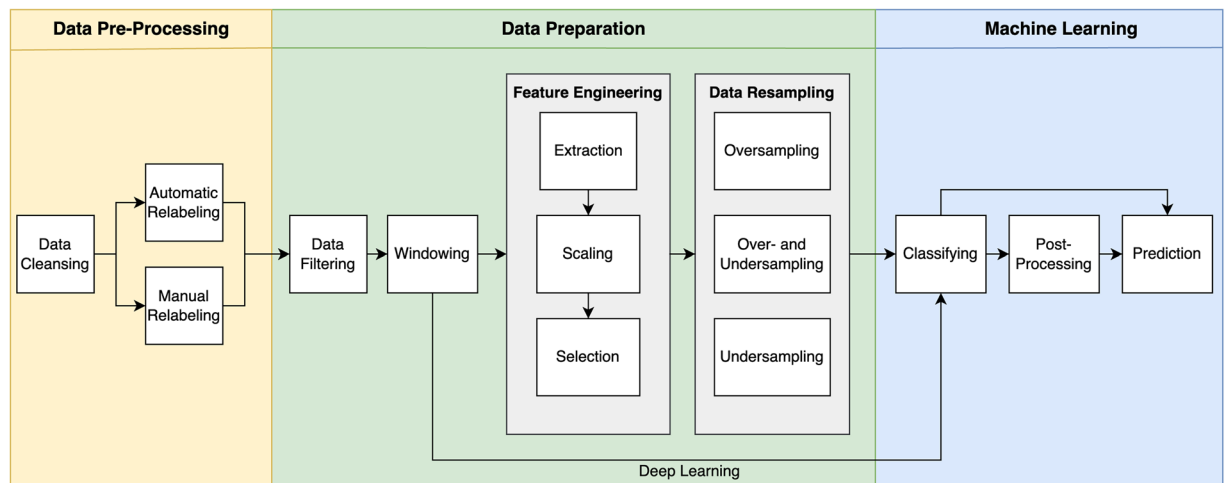 Data Pre-Processing
Data Preparation
Machine Learning
Data
Cleansing
Automatic
Relabeling
Manual
Relabeling
Data
Filtering
Windowing
Feature Engineering
Extraction
Scaling
Selection
Data Resampling
Oversampling
Over- and
Undersampling
Undersampling
Classifying
Post-
Processing
Prediction
Deep Learning